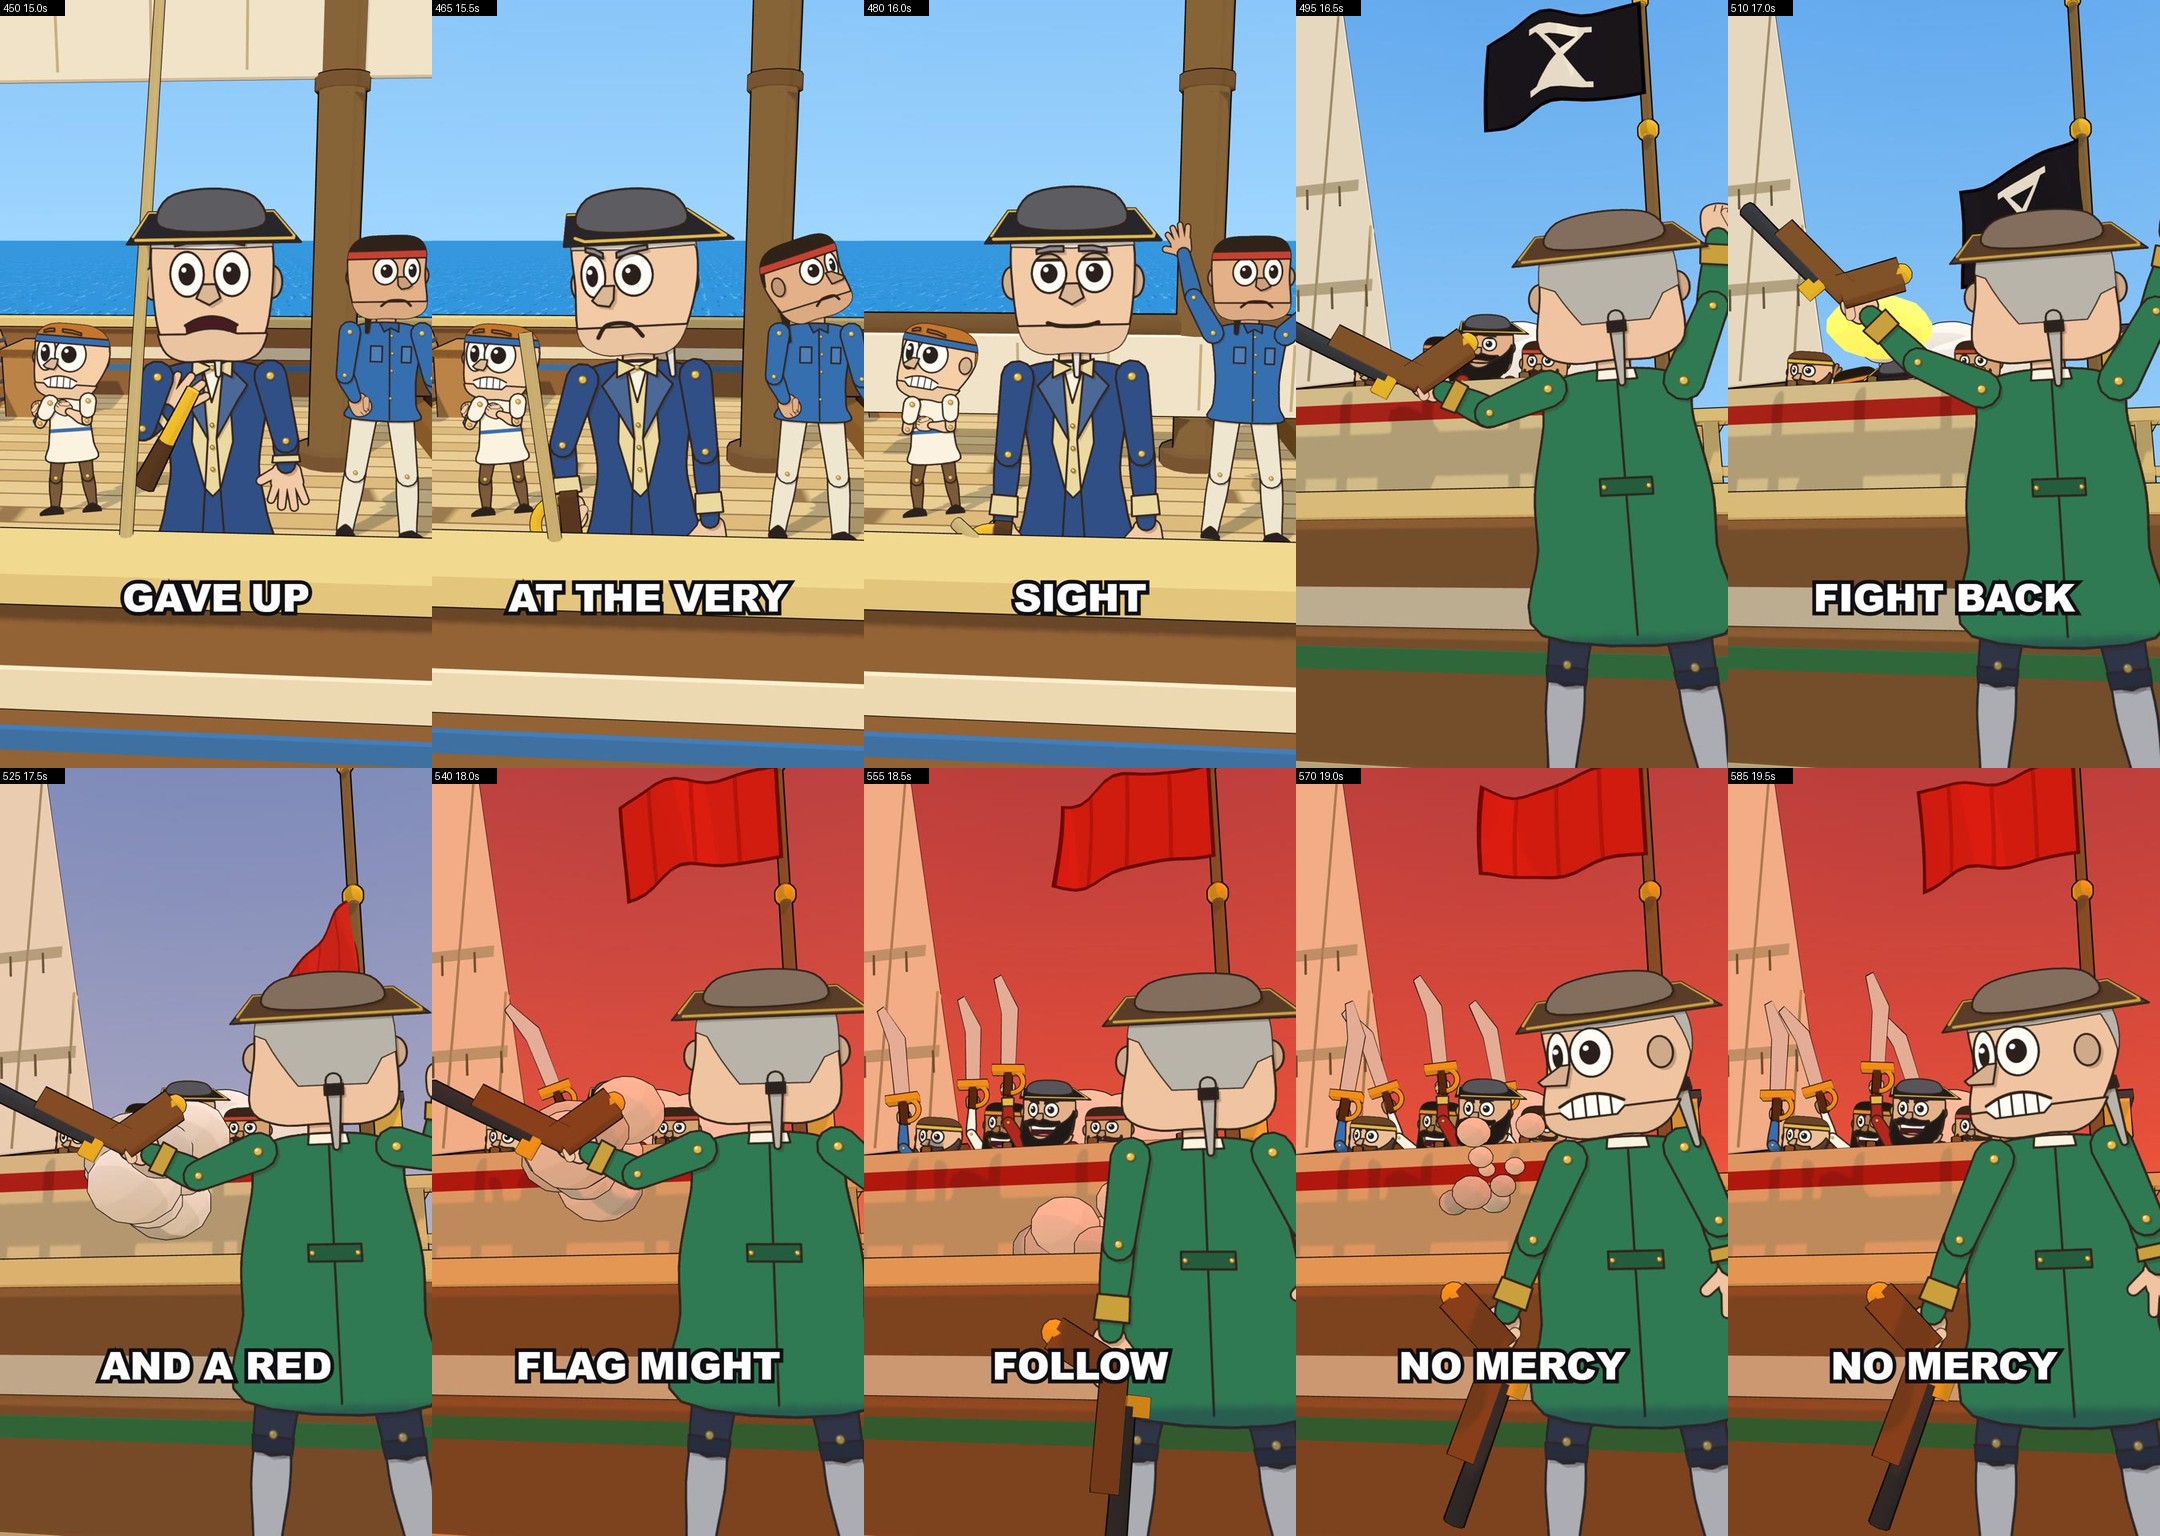 450 15.0s
465 15.5s
480 16.0s
495 16.5s
510 17.0s
GAVE UP
AT THE VERY
SIGHT
FIGHT BACK
525 17.5s
540 18.0s
555 18.5s
570 19.0s
585 19.5s
AND A RED
FLAG MIGHT
FOLLOW
NO MERCY
NO MERCY